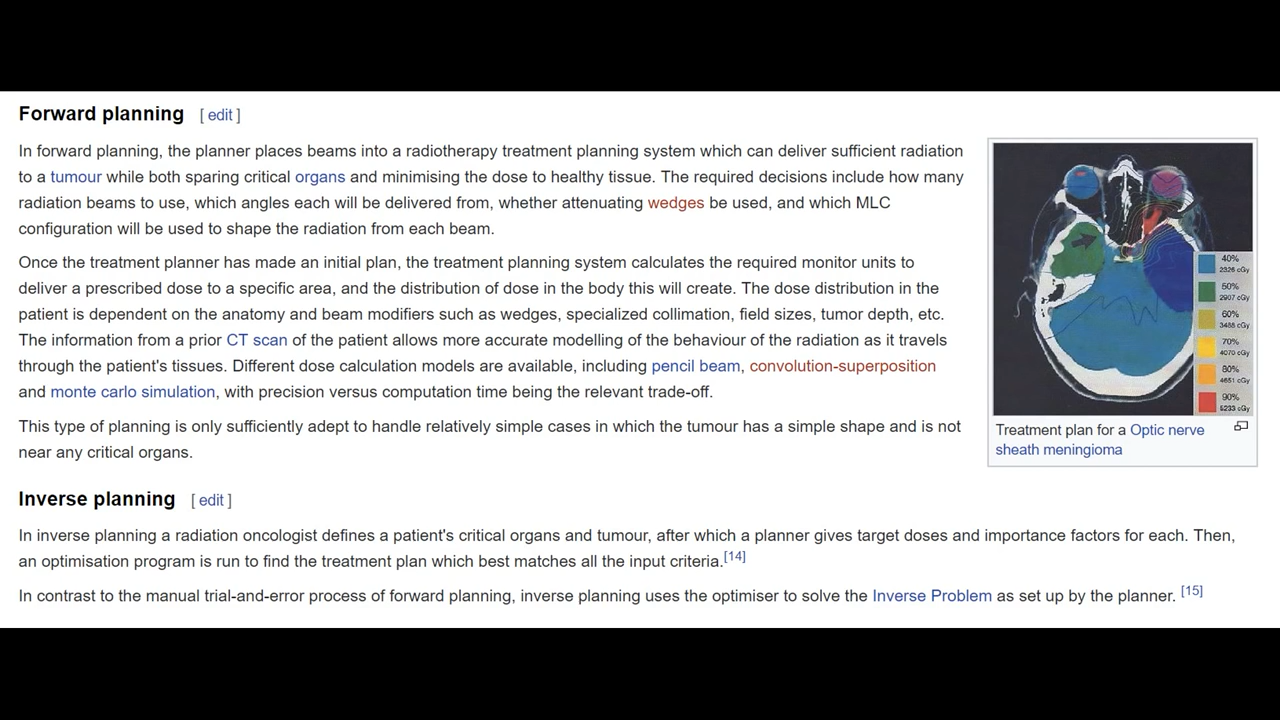 Forward planning [ edit ]
In forward planning, the planner places beams into a radiotherapy treatment planning system which can deliver sufficient radiation
to a tumour while both sparing critical organs and minimising the dose to healthy tissue. The required decisions include how many
radiation beams to use, which angles each will be delivered from, whether attenuating wedges be used, and which MLC
configuration will be used to shape the radiation from each beam.
Once the treatment planner has made an initial plan, the treatment planning system calculates the required monitor units to
deliver a prescribed dose to a specific area, and the distribution of dose in the body this will create. The dose distribution in the
patient is dependent on the anatomy and beam modifiers such as wedges, specialized collimation, field sizes, tumor depth, etc.
The information from a prior CT scan of the patient allows more accurate modelling of the behaviour of the radiation as it travels
through the patient's tissues. Different dose calculation models are available, including pencil beam, convolution-superposition
and monte carlo simulation, with precision versus computation time being the relevant trade-off.
This type of planning is only sufficiently adept to handle relatively simple cases in which the tumour has a simple shape and is not
near any critical organs.
40%
2326 cGy
50%
2907 cGy
60%
3488 cGy
70%
4070 cGy
80%
4651 cGy
90%
5233 cGy
Treatment plan for a Optic nerve
sheath meningioma
Inverse planning [ edit ]
In inverse planning a radiation oncologist defines a patient's critical organs and tumour, after which a planner gives target doses and importance factors for each. Then,
an optimisation program is run to find the treatment plan which best matches all the input criteria.[14]
In contrast to the manual trial-and-error process of forward planning, inverse planning uses the optimiser to solve the Inverse Problem as set up by the planner. [15]